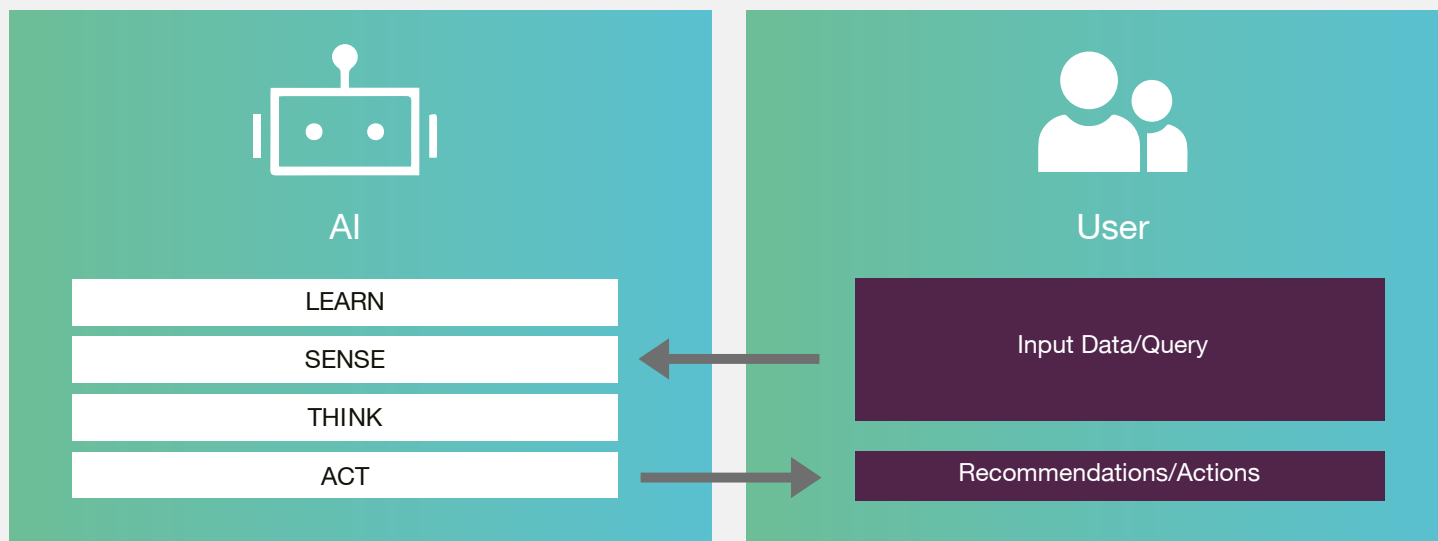 AI
LEARN
SENSE
THINK
ACT
User
Input Data/Query
Recommendations/Actions